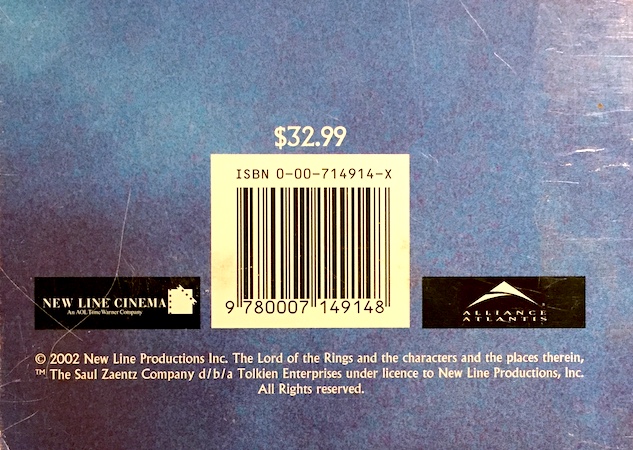 $32.99
ISBN 0-00-714914-X
9 780007 149148
NEW LINE CINEMA
An AOL Time Warner Company
ALLIANCE
ATLANTIS
© 2002 New Line Productions Inc. The Lord of the Rings and the characters and the places therein,
™ The Saul Zaentz Company d/b/a Tolkien Enterprises under licence to New Line Productions, Inc.
All Rights reserved.